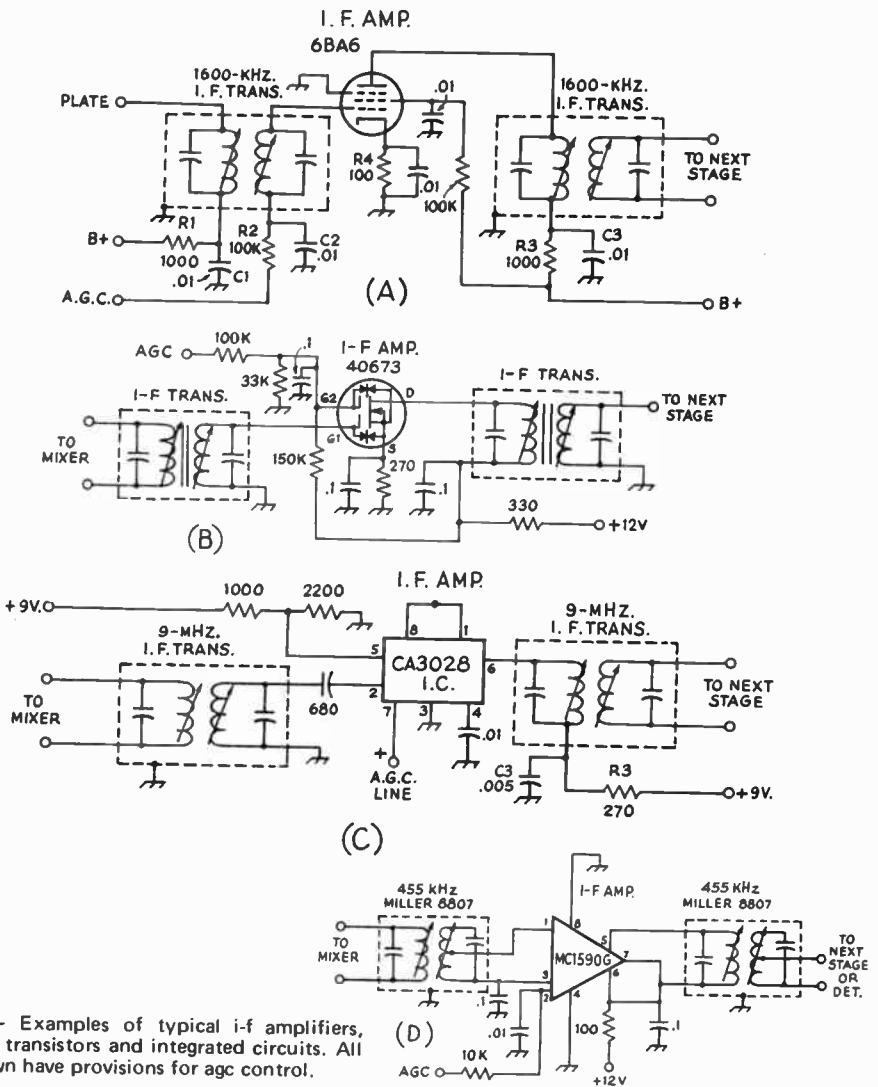 I. F. AMP.
6BA6
1600-KHZ.
I.F. TRANS.
PLATE
.01
1600-KHZ.
I.F. TRANS.
TO NEXT
STAGE
R4
100
.01
100K
B+
R1
1000
.01
C1
R2
100K
C2
.01
R3
1000
C3
.01
A.G.C.
(A)
B+
100K
AGC
.1
I-F AMP.
40673
33K
I-F TRANS.
G2
D
I-F TRANS.
TO NEXT
STAGE
TO
MIXER
G1
S
150K
270
.1
.1
330
+12V
(B)
1000
2200
I. F. AMP.
+9V.
8
1
9-MHZ.
I.F. TRANS.
9-MHZ.
I.F. TRANS.
5
CA3028
I.C.
6
2
TO
MIXER
680
7
3
4
.01
TO NEXT
STAGE
+
A.G.C.
LINE
C3
.005
R3
270
+9V.
(C)
455 KHZ
MILLER 8807
I-F AMP.
455 KHZ
MILLER 8807
8
1
5
TO
MIXER
MC1590G
7
3
6
2
4
TO
NEXT
STAGE
OR
DET.
.1
.01
100
.1
(D)
10K
AGC
+12V
- Examples of typical i-f amplifiers,
transistors and integrated circuits. All
wn have provisions for agc control.